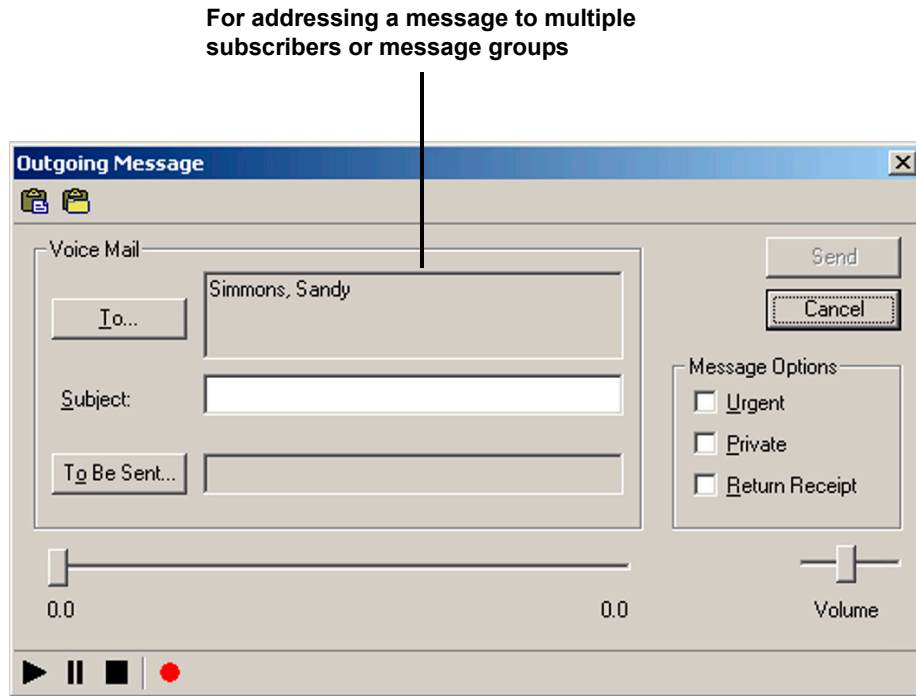 For addressing a message to multiple
subscribers or message groups
Outgoing Message
Voice Mail
To...
Simmons, Sandy
Subject:
To Be Sent...
Send
Cancel
Message Options
Urgent
Private
Return Receipt
0.0
0.0
Volume